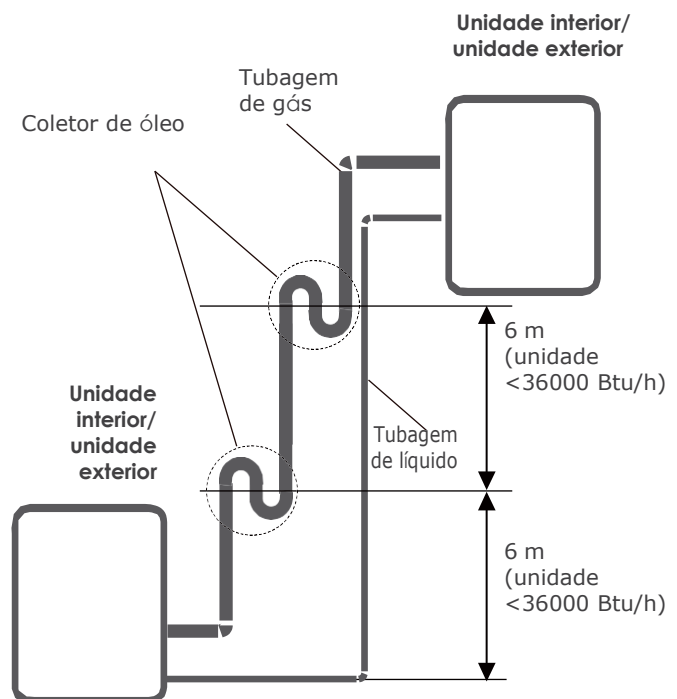 Unidade interior/
unidade exterior
Tubagem
de gás
Coletor de óleo
6 m
(unidade
<36000 Btu/h)
Unidade
interior/
unidade
exterior
Tubagem
de líquido
6 m
(unidade
<36000 Btu/h)